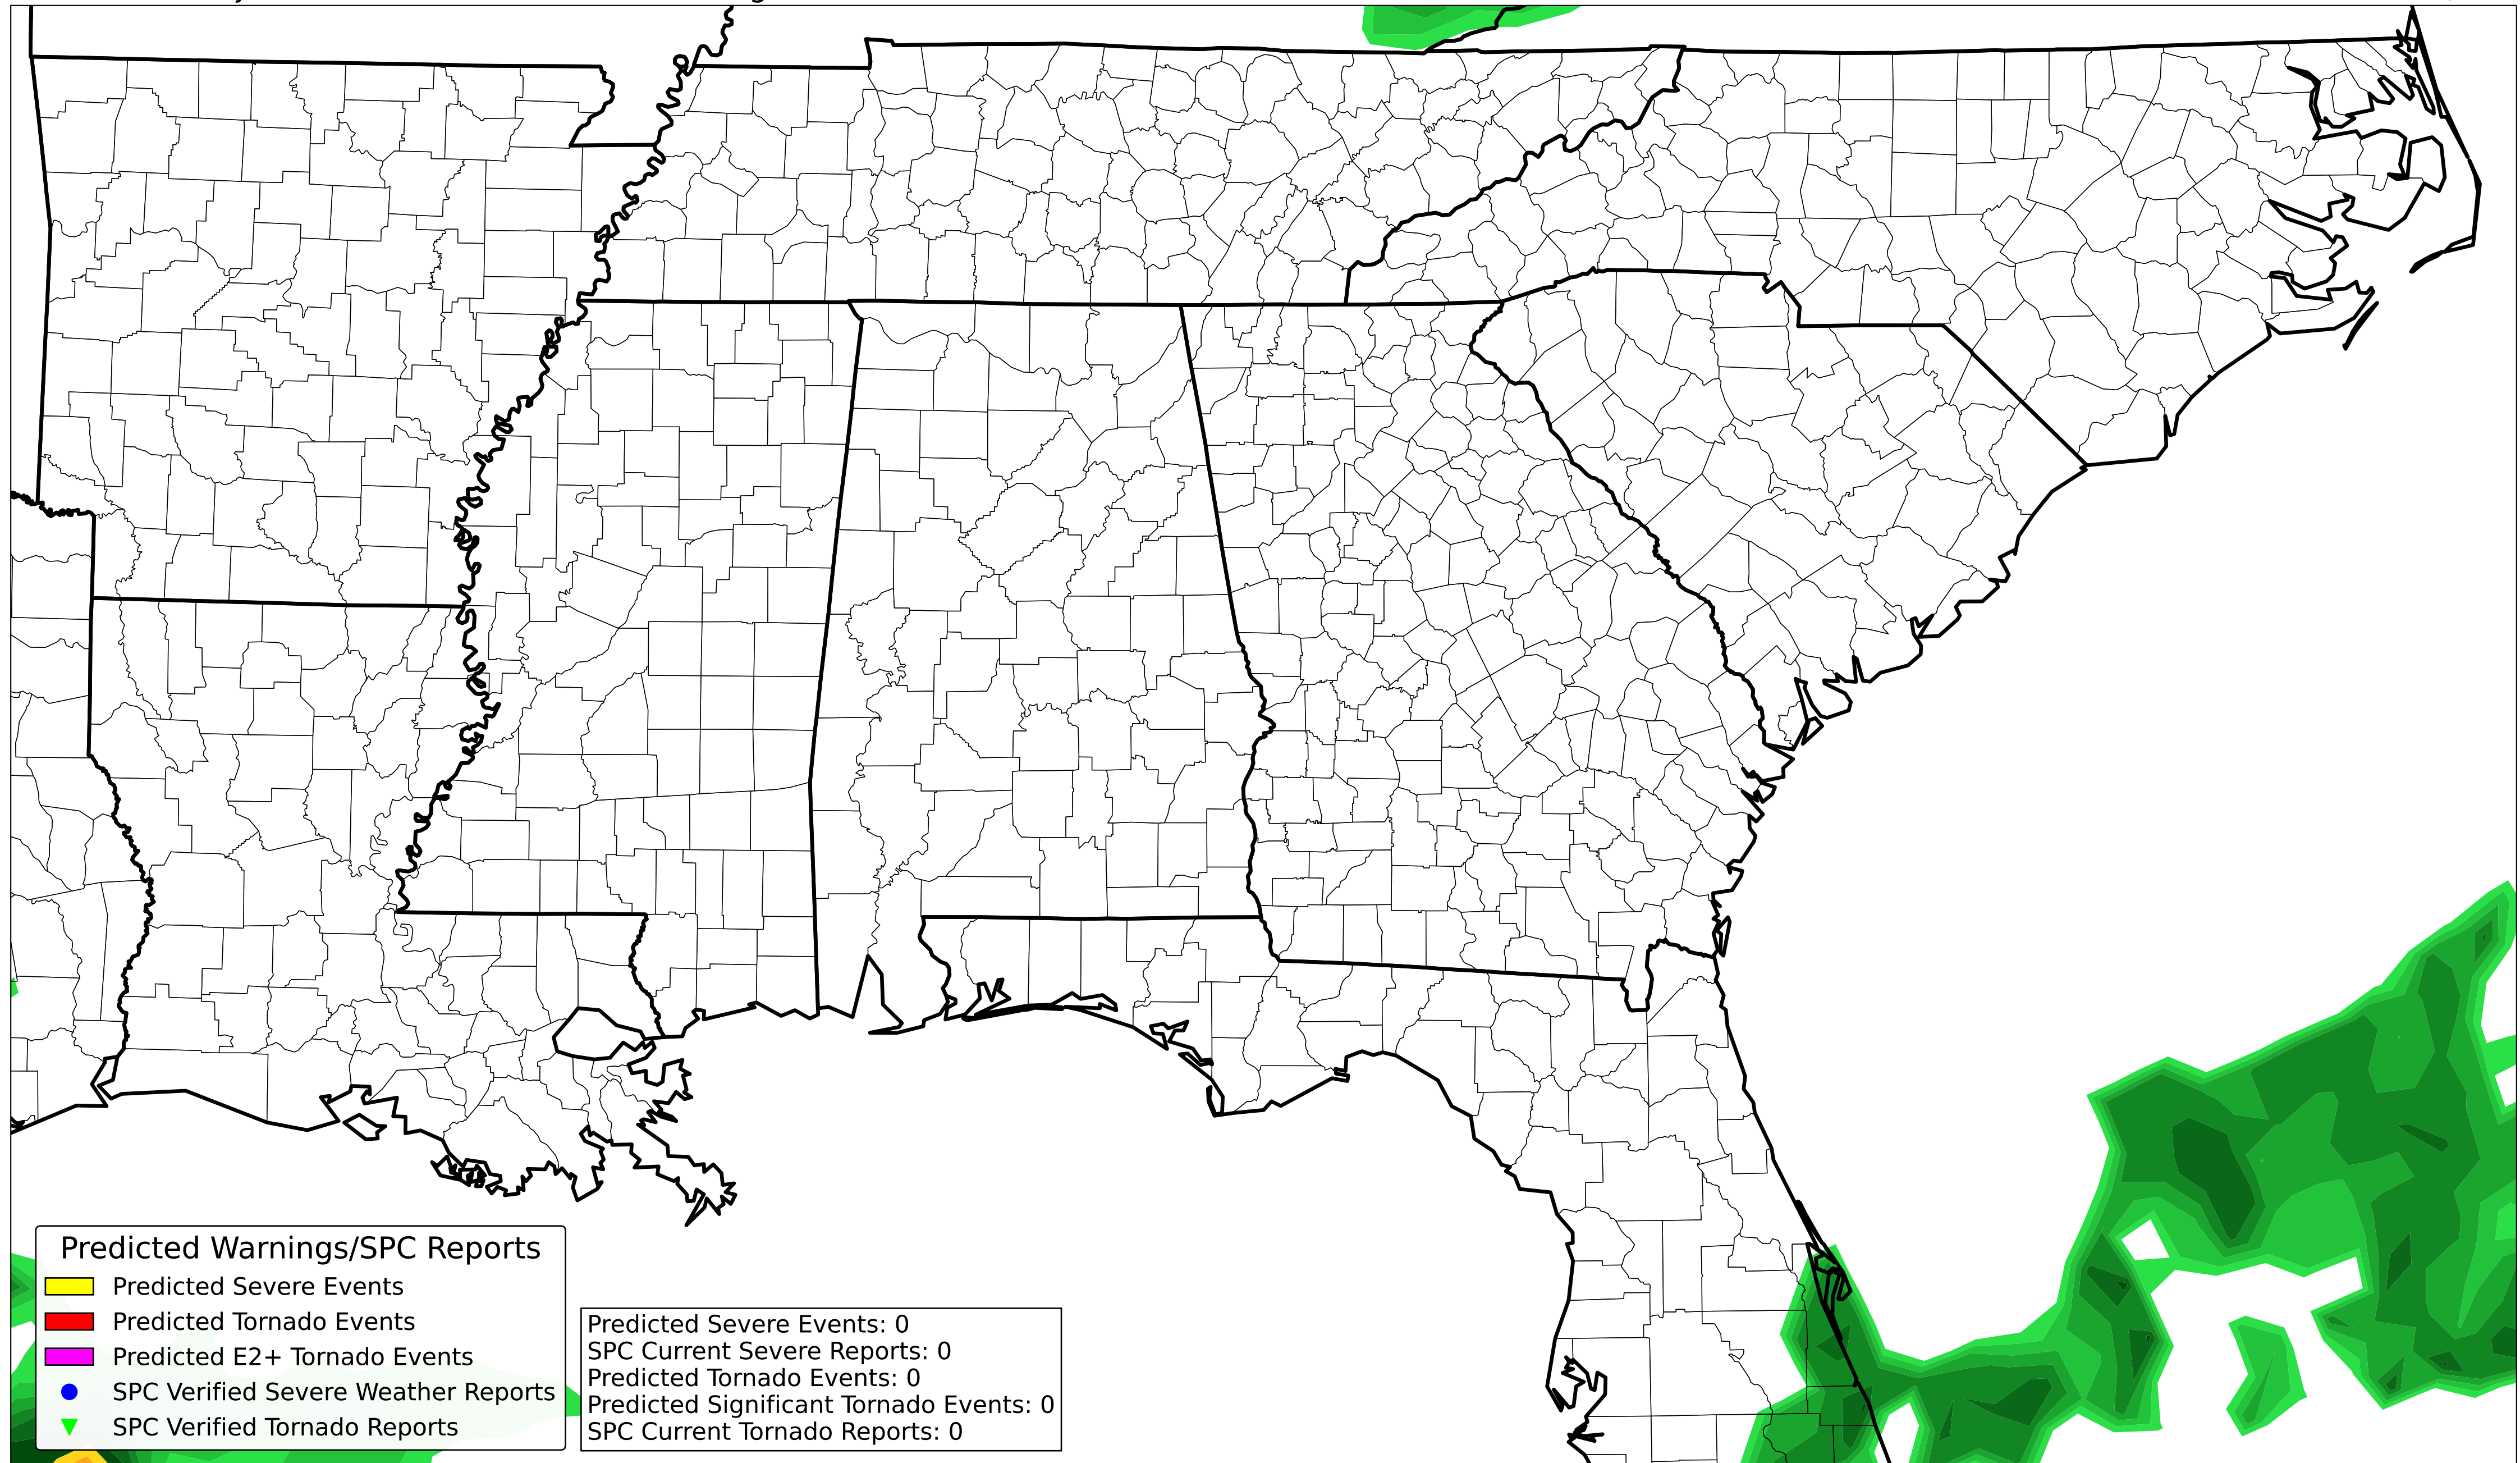 Predicted Warnings/SPC Reports
Predicted Severe Events
Predicted Tornado Events
Predicted E2+ Tornado Events
SPC Verified Severe Weather Reports
SPC Verified Tornado Reports
Predicted Severe Events: 0
SPC Current Severe Reports: 0
Predicted Tornado Events: 0
Predicted Significant Tornado Events: 0
SPC Current Tornado Reports: 0